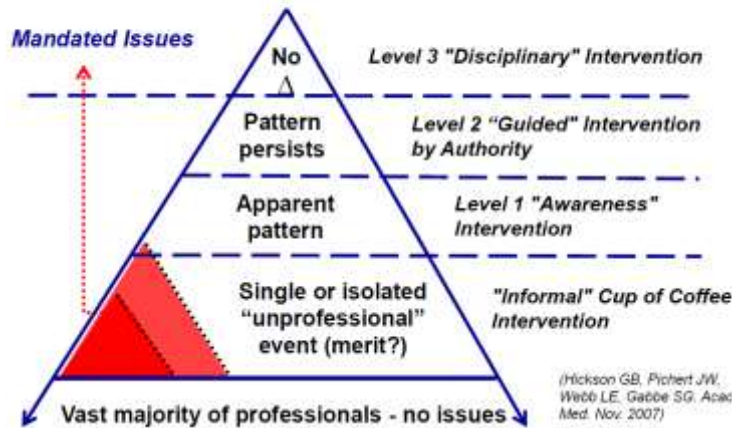 Mandated Issues
No
Δ
Level 3 "Disciplinary" Intervention
Pattern
persists
Level 2 “Guided” Intervention
by Authority
Apparent
pattern
Level 1 "Awareness"
Intervention
Single or isolated
“unprofessional”
event (merit?)
"Informal" Cup of Coffee
Intervention
(Hickson GB, Pichert JW,
Webb LE, Gabbe SG. Acad
Med. Nov. 2007)
Vast majority of professionals - no issues